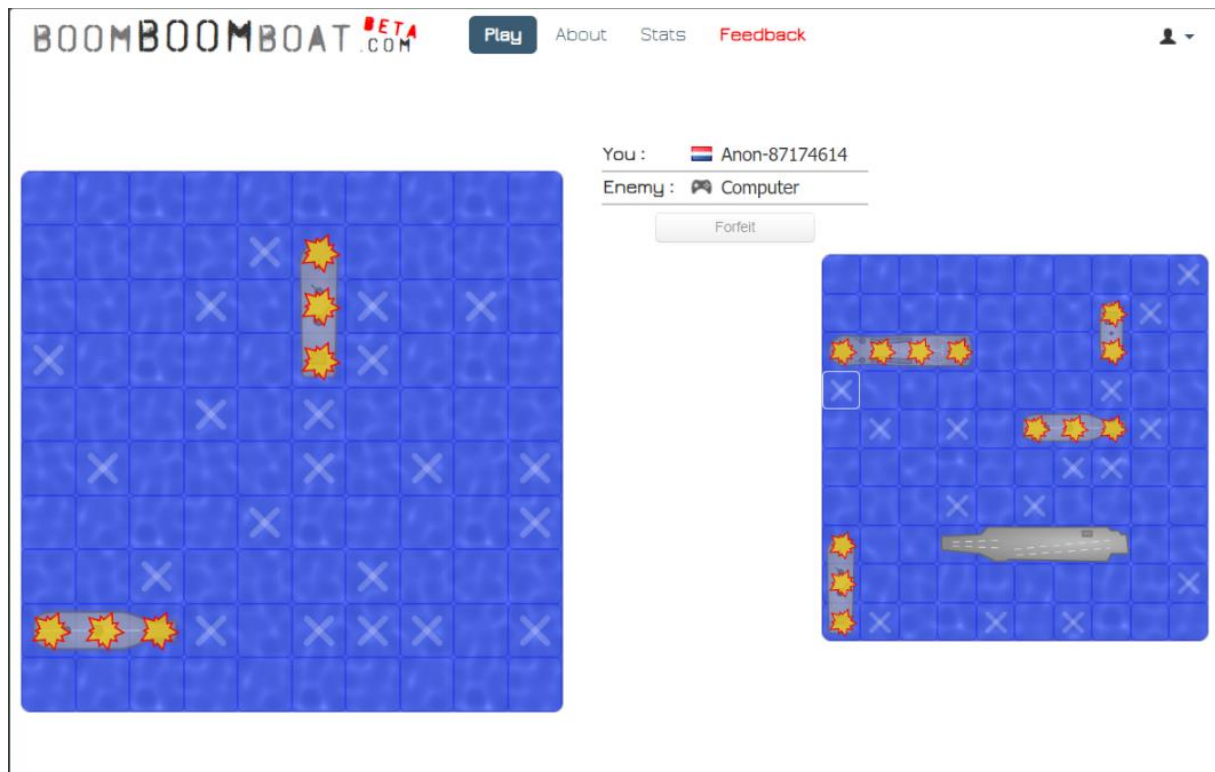 BOOMBOOMBOAT BETA .COM Play About Stats Feedback
You : Anon-87174614
Enemy : Computer
Forfeit